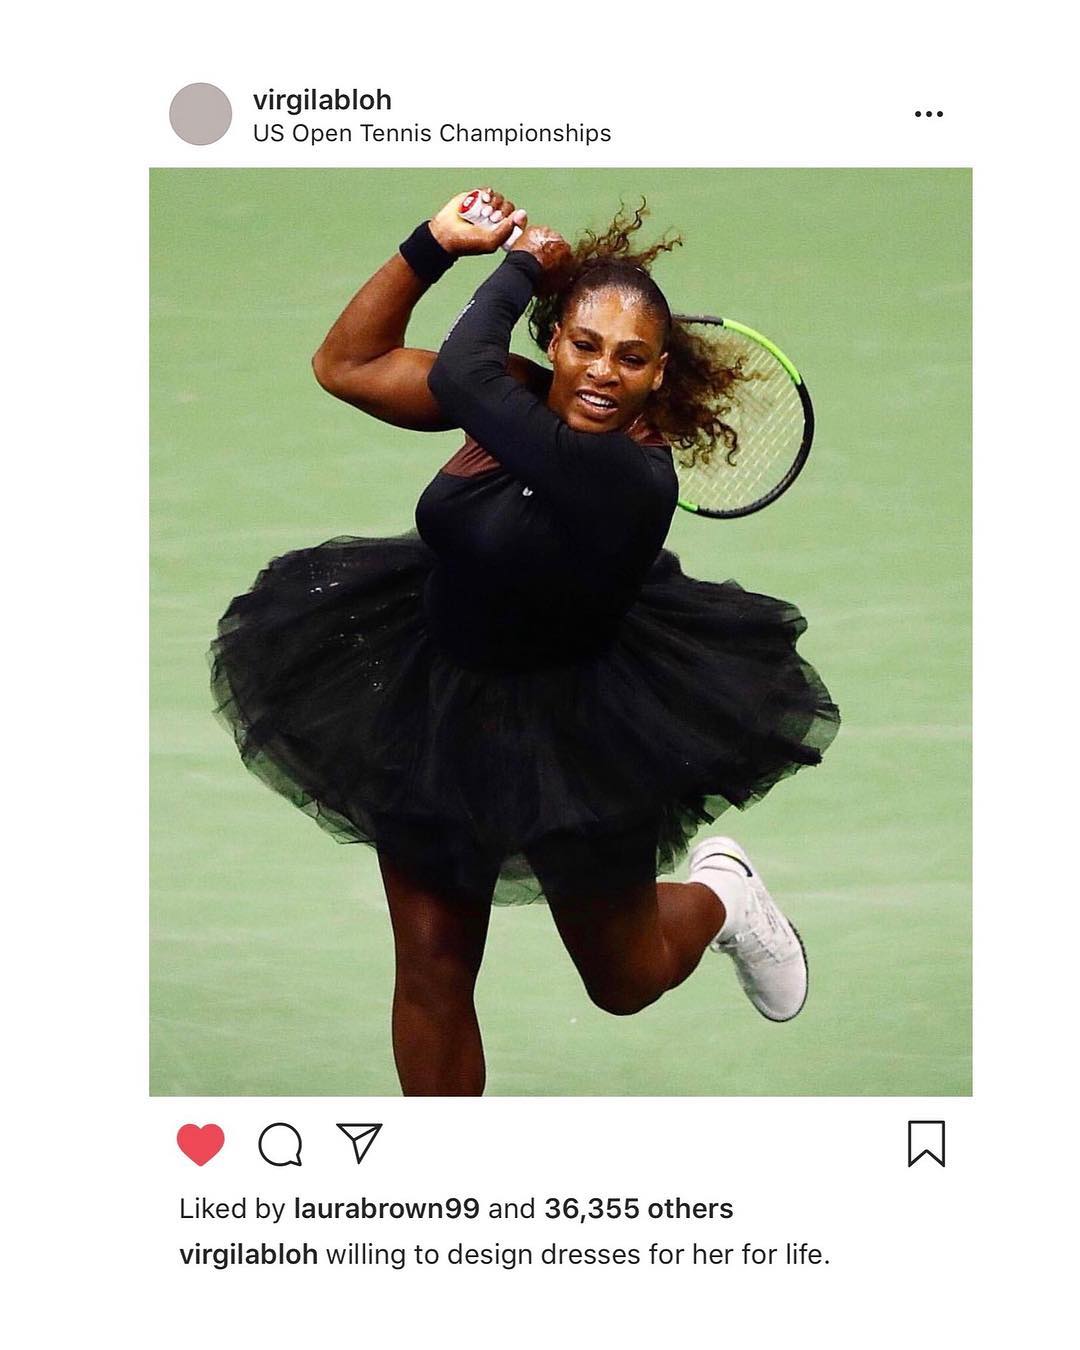 virgilabloh
US Open Tennis Championships
Liked by laurabrown99 and 36,355 others
virgilabloh willing to design dresses for her for life.